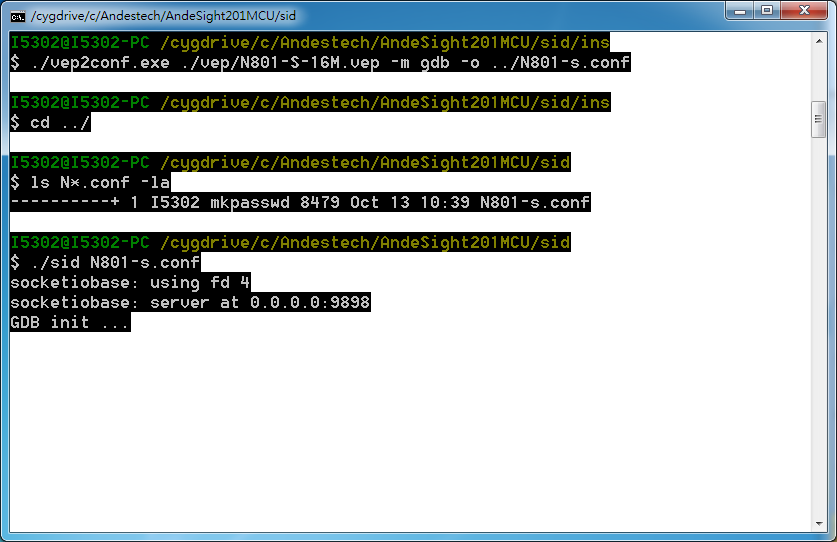 /cygdrive/c/Andestech/AndeSight201MCU/sid
I5302@I5302-PC /cygdrive/c/Andestech/AndeSight201MCU/sid/ins
$ ./vep2conf.exe ./vep/N801-S-16M.vep -m gdb -o ../N801-s.conf
I5302@I5302-PC /cygdrive/c/Andestech/AndeSight201MCU/sid/ins
$ cd ../
I5302@I5302-PC /cygdrive/c/Andestech/AndeSight201MCU/sid
$ ls N*.conf -la
----------+ 1 I5302 mkpasswd 8479 Oct 13 10:39 N801-s.conf
I5302@I5302-PC /cygdrive/c/Andestech/AndeSight201MCU/sid
$ ./sid N801-s.conf
socketiobase: using fd 4
socketiobase: server at 0.0.0.0:9898
GDB init ...